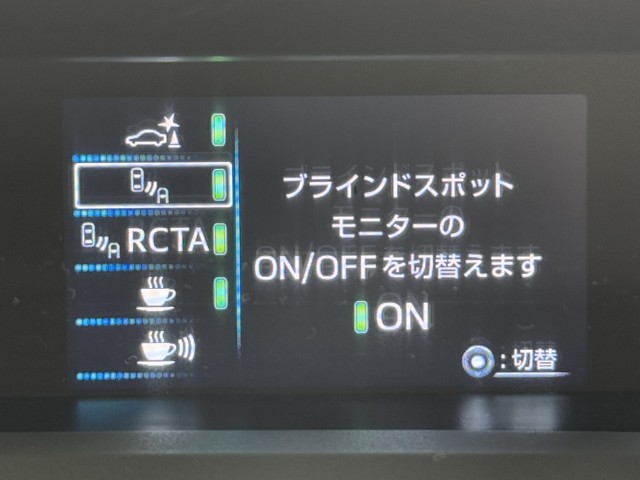 RCTA
ブラインドスポット
モニターの
ON/OFFを切替えます
ON
:切替